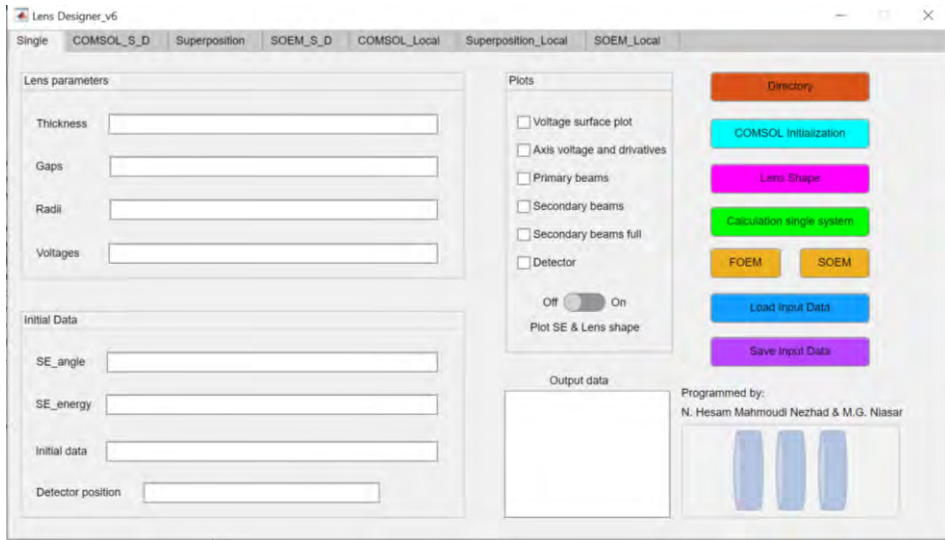 Lens Designer_v6
Single COMSOL_S_D Superposition SOEM_S_D COMSOL_Local Superposition_Local SOEM_Local
Lens parameters
Thickness
Gaps
Radii
Voltages
Initial Data
SE_angle
SE_energy
Initial data
Detector position
Plots
Voltage surface plot
Axis voltage and drivatives
Primary beams
Secondary beams
Secondary beams full
Detector
Off On
Plot SE & Lens shape
Output data
Directory
COMSOL Initialization
Lens Shape
Calculation single system
FOEM SOEM
Load Input Data
Save Input Data
Programmed by:
N. Hesam Mahmoudi Nezhad & M.G. Niasar